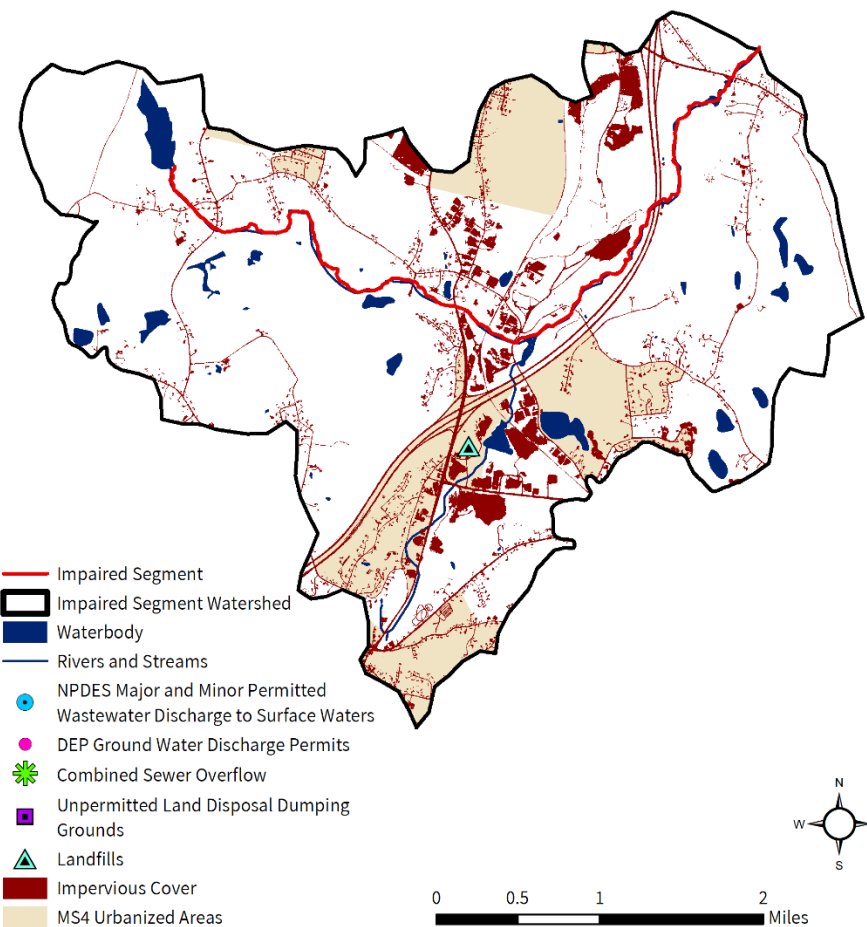 Impaired Segment
Impaired Segment Watershed
Waterbody
Rivers and Streams
NPDES Major and Minor Permitted
Wastewater Discharge to Surface Waters
DEP Ground Water Discharge Permits
Combined Sewer Overflow
Unpermitted Land Disposal Dumping
Grounds
Landfills
Impervious Cover
MS4 Urbanized Areas
N
W
S
0 0.5 1 2
Miles